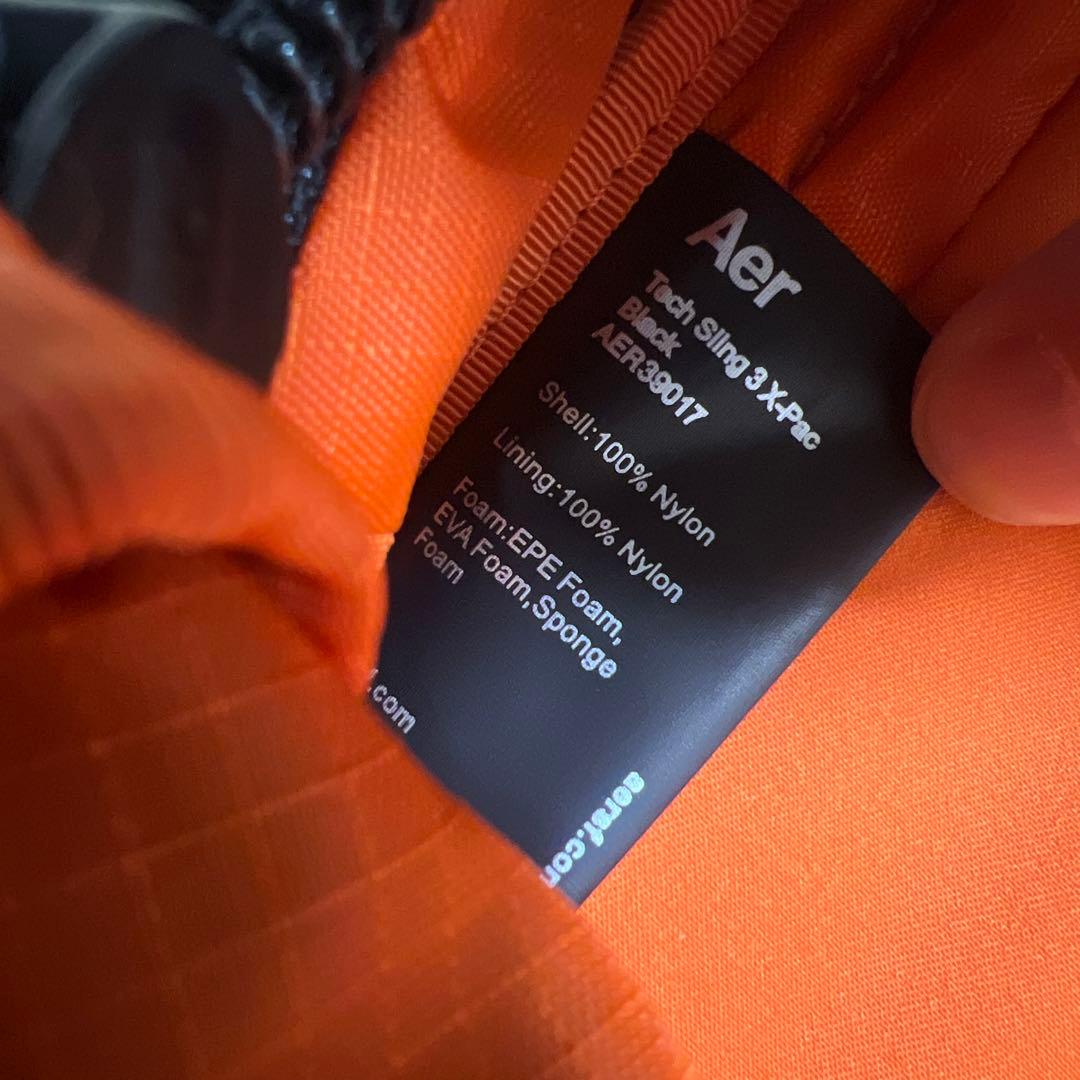 Aer
Tech Sling 3 X-Pac
Black
AER39017
Shell:100% Nylon
Lining:100% Nylon
Foam:EPE Foam,
EVA Foam,Sponge
Foam
.com
aersf.com